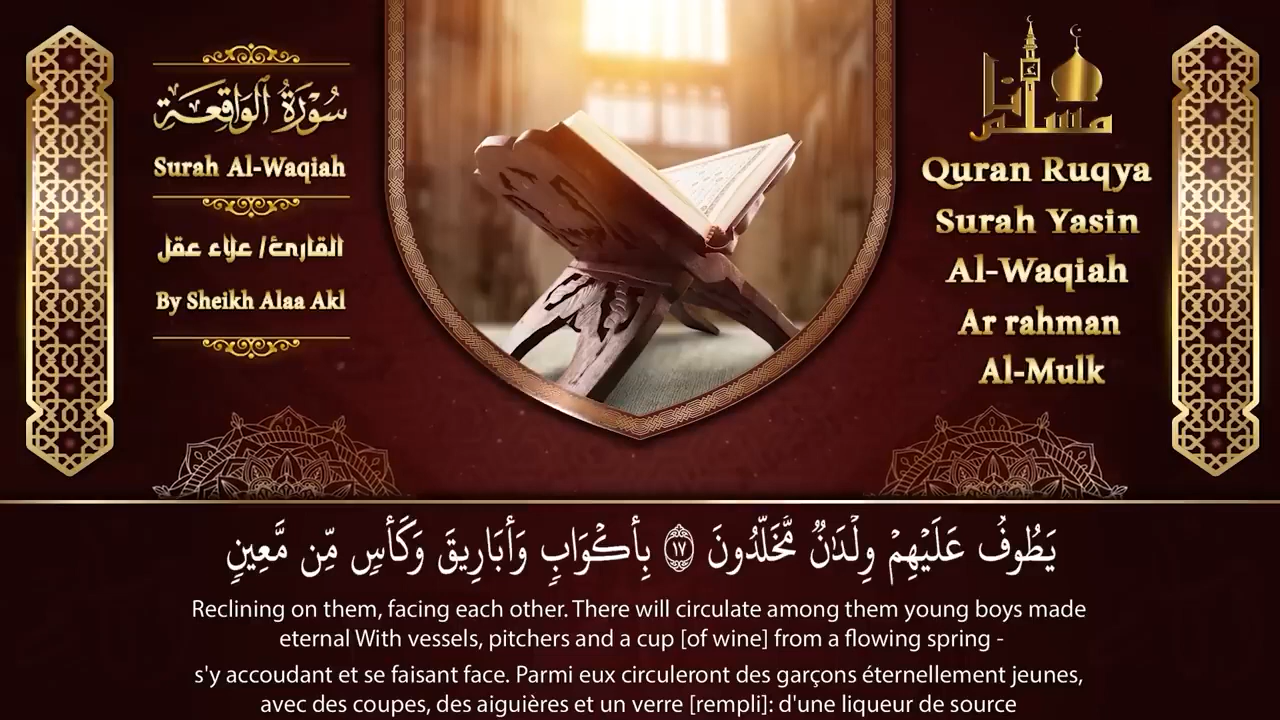 سُورَةُ الوَاقِعَة
Surah Al-Waqiah
القارئ/ علاء عقل
By Sheikh Alaa Akl
مسلم أنا
Quran Ruqya
Surah Yasin
Al-Waqiah
Ar rahman
Al-Mulk
يَطُوفُ عَلَيْهِمْ وِلْدَٰنٌ مُّخَلَّدُونَ ١٧ بِأَكْوَابٍ وَأَبَارِيقَ وَكَأْسٍ مِّن مَّعِينٍ
Reclining on them, facing each other. There will circulate among them young boys made
eternal With vessels, pitchers and a cup [of wine] from a flowing spring -
s'y accoudant et se faisant face. Parmi eux circuleront des garçons éternellement jeunes,
avec des coupes, des aiguières et un verre [rempli]: d'une liqueur de source